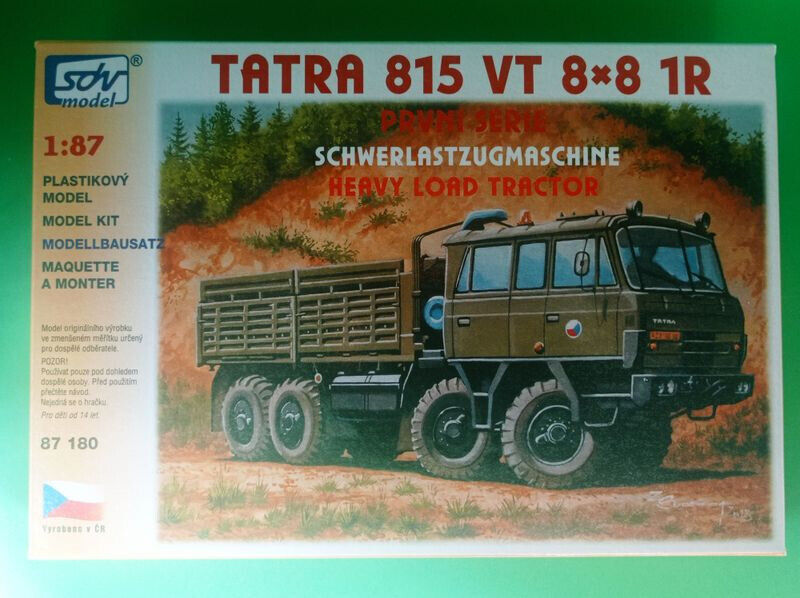 sdv
model ®
TATRA 815 VT 8×8 1R
PRVNÍ SÉRIE
SCHWERLASTZUGMASCHINE
HEAVY LOAD TRACTOR
1:87
PLASTIKOVÝ
MODEL
MODEL KIT
MODELLBAUSATZ
MAQUETTE
A MONTER
Model originálního výrobku
ve zmenšeném měřítku určený
pro dospělé odběratele.
POZOR!
Používat pouze pod dohledem
dospělé osoby. Před použitím
přečtěte návod.
Nejedná se o hračku.
Pro děti od 14 let.
87 180
Vyrobeno v ČR
TATRA